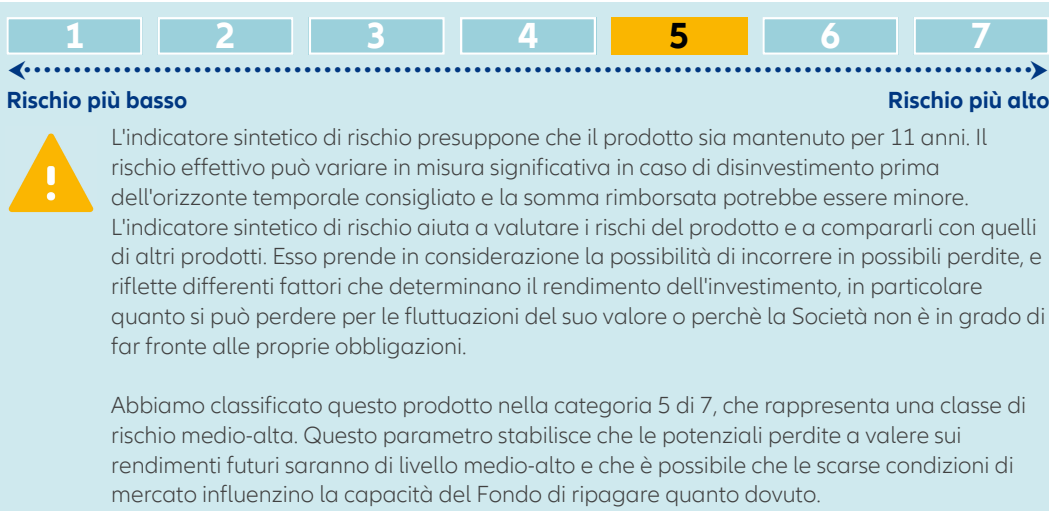 1 2 3 4 5 6 7
Rischio più basso Rischio più alto
L'indicatore sintetico di rischio presuppone che il prodotto sia mantenuto per 11 anni. Il
rischio effettivo può variare in misura significativa in caso di disinvestimento prima
dell'orizzonte temporale consigliato e la somma rimborsata potrebbe essere minore.
L'indicatore sintetico di rischio aiuta a valutare i rischi del prodotto e a compararli con quelli
di altri prodotti. Esso prende in considerazione la possibilità di incorrere in possibili perdite, e
riflette differenti fattori che determinano il rendimento dell'investimento, in particolare
quanto si può perdere per le fluttuazioni del suo valore o perchè la Società non è in grado di
far fronte alle proprie obbligazioni.
Abbiamo classificato questo prodotto nella categoria 5 di 7, che rappresenta una classe di
rischio medio-alta. Questo parametro stabilisce che le potenziali perdite a valere sui
rendimenti futuri saranno di livello medio-alto e che è possibile che le scarse condizioni di
mercato influenzino la capacità del Fondo di ripagare quanto dovuto.